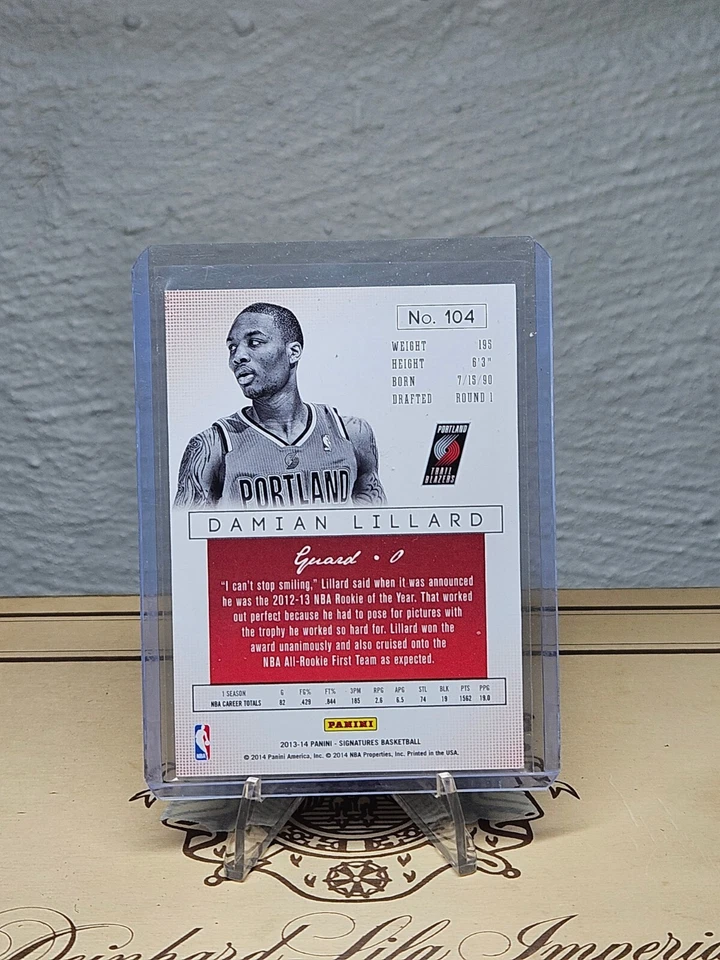 No. 104
WEIGHT 195
HEIGHT 6'3"
BORN 7/15/90
DRAFTED ROUND 1
PORTLAND
TRAIL
BLAZERS
PORTLAND
DAMIAN LILLARD
Guard • 0
"I can't stop smiling," Lillard said when it was announced
he was the 2012-13 NBA Rookie of the Year. That worked
out perfect because he had to pose for pictures with
the trophy he worked so hard for. Lillard won the
award unanimously and also cruised onto the
NBA All-Rookie First Team as expected.
1 SEASON G FG% FT% 3PM RPG APG STL BLK PTS PPG
NBA CAREER TOTALS 82 .429 .844 185 2.6 6.5 74 19 1562 19.0
PANINI
NBA
2013-14 PANINI - SIGNATURES BASKETBALL
© 2014 Panini America, Inc. © 2014 NBA Properties, Inc. Printed in the USA.
Reinhard Lila Imperial